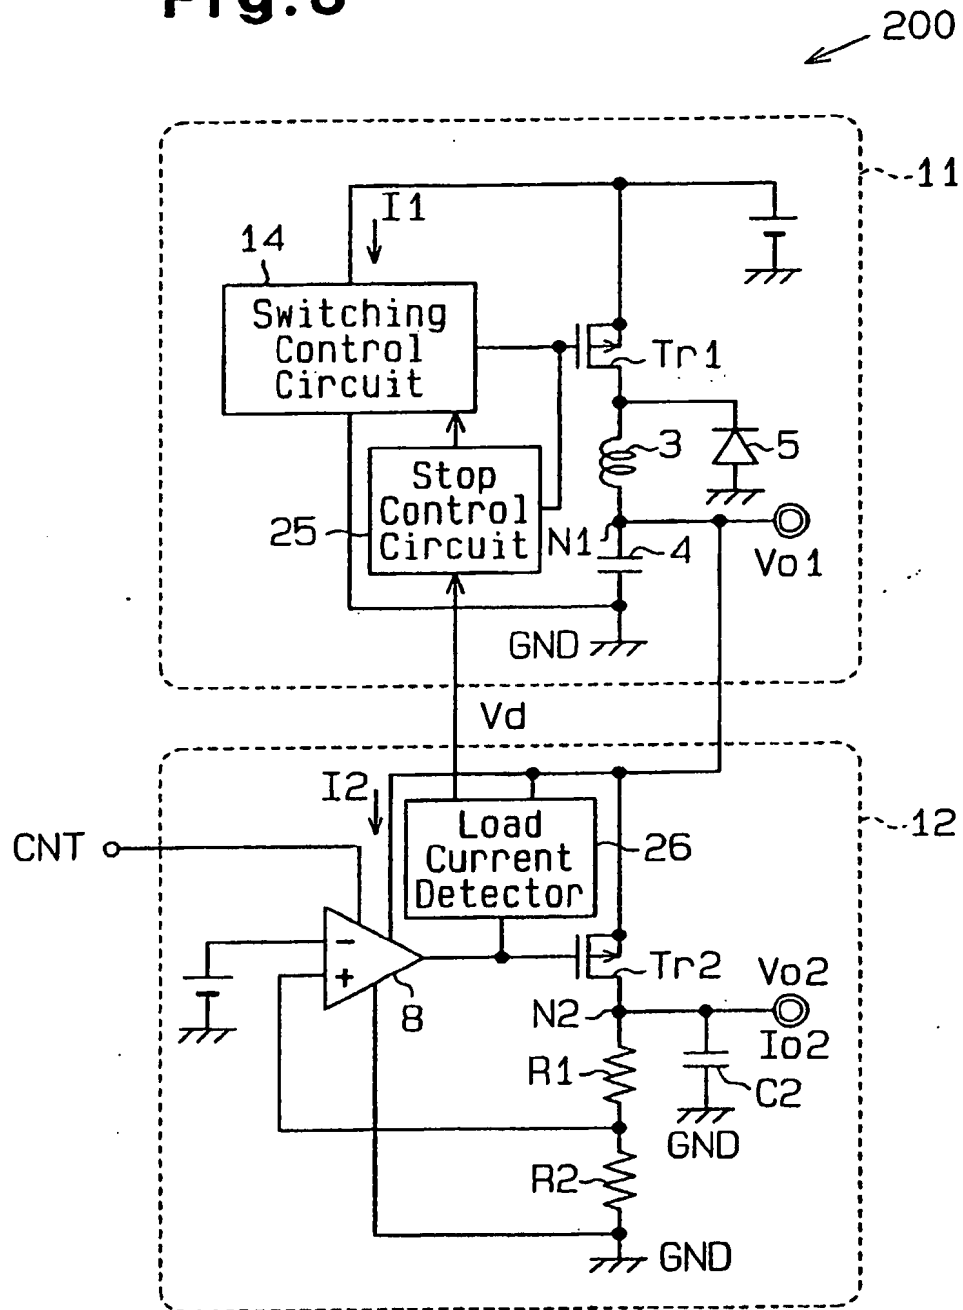 200
11
I1
14
Switching
Control
Circuit
Tr1
3
5
Stop
Control
Circuit
25
N1
4
Vo1
GND
Vd
I2
12
CNT
Load
Current
Detector
26
-
+
8
Tr2
Vo2
N2
Io2
R1
C2
GND
R2
GND